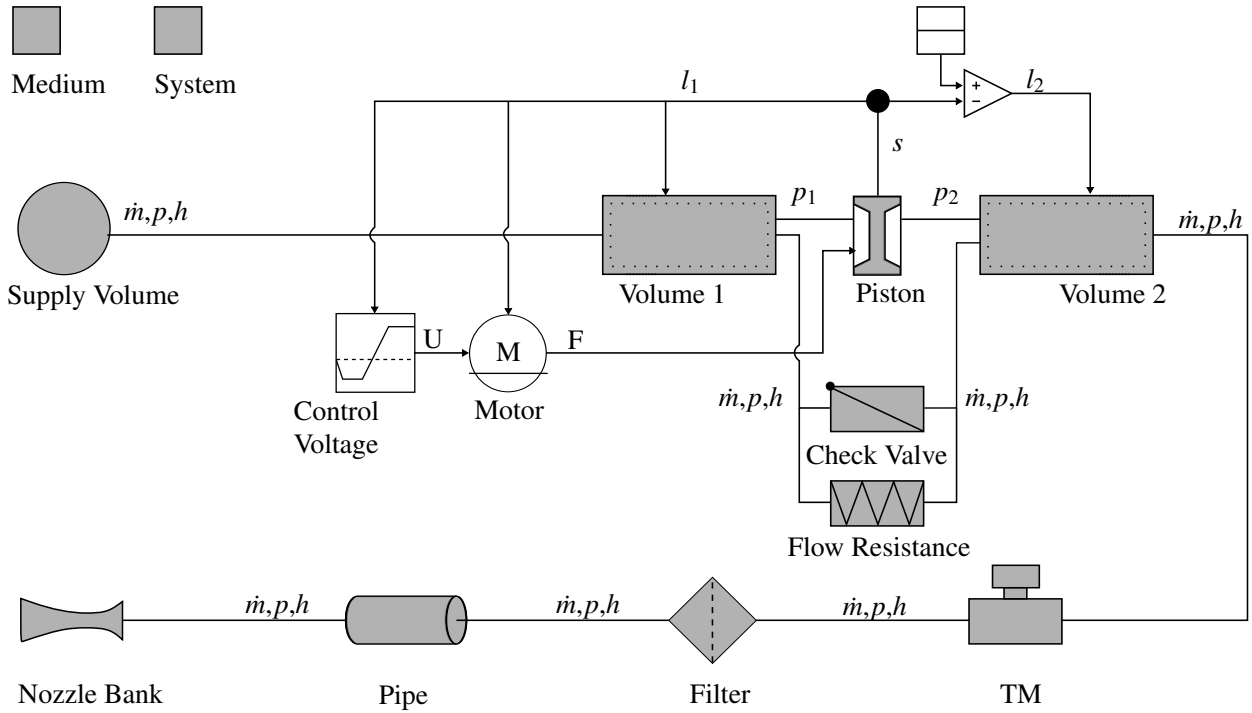 Medium
System
l₁
+
−
l₂
s
ṁ,p,h
p₁
p₂
ṁ,p,h
Supply Volume
Volume 1
Piston
Volume 2
U
M
F
Control
Voltage
Motor
ṁ,p,h
ṁ,p,h
Check Valve
Flow Resistance
ṁ,p,h
ṁ,p,h
ṁ,p,h
Nozzle Bank
Pipe
Filter
TM